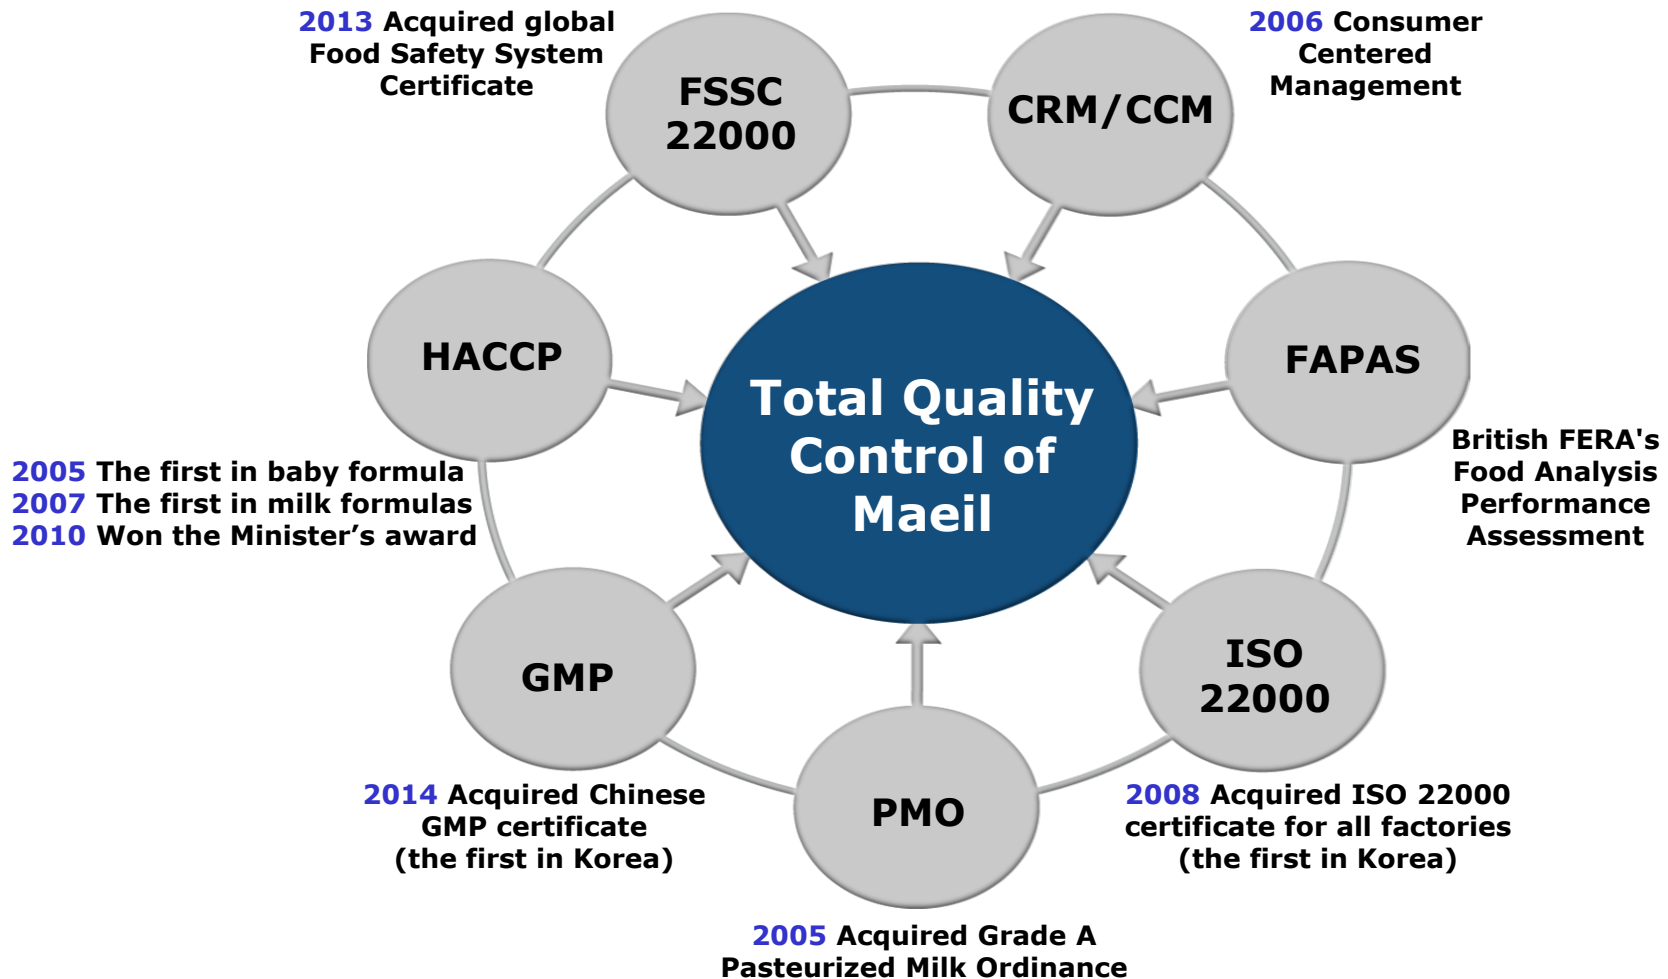 2013 Acquired global
Food Safety System
Certificate
FSSC
22000
CRM/CCM
2006 Consumer
Centered
Management
HACCP
2005 The first in baby formula
2007 The first in milk formulas
2010 Won the Minister’s award
Total Quality
Control of
Maeil
FAPAS
British FERA's
Food Analysis
Performance
Assessment
GMP
2014 Acquired Chinese
GMP certificate
(the first in Korea)
PMO
2005 Acquired Grade A
Pasteurized Milk Ordinance
ISO
22000
2008 Acquired ISO 22000
certificate for all factories
(the first in Korea)